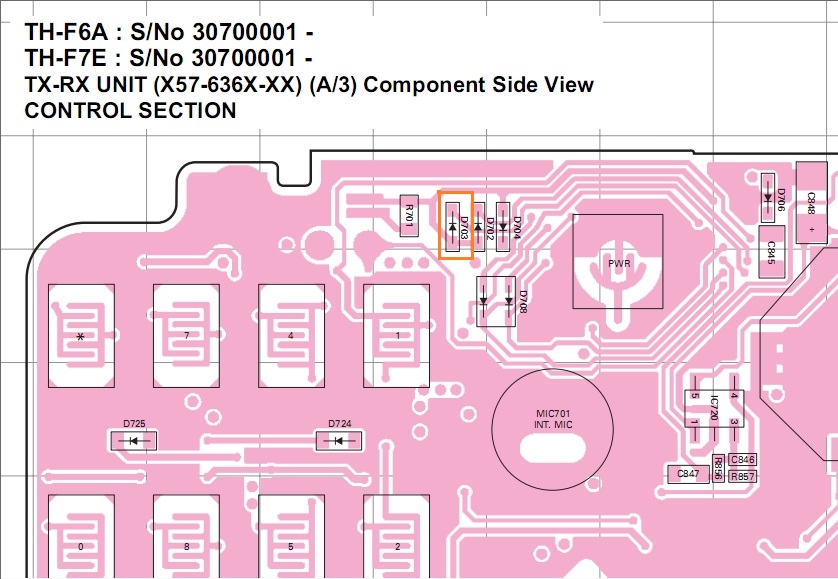 TH-F6A : S/No 30700001 -
TH-F7E : S/No 30700001 -
TX-RX UNIT (X57-636X-XX) (A/3) Component Side View
CONTROL SECTION
R701
D703
D702
D704
D706
C848
+
C845
PWR
D708
*
7
4
1
MIC701
INT. MIC
5
4
IC720
1
3
D725
D724
C847
R856
C846
R857
0
8
5
2